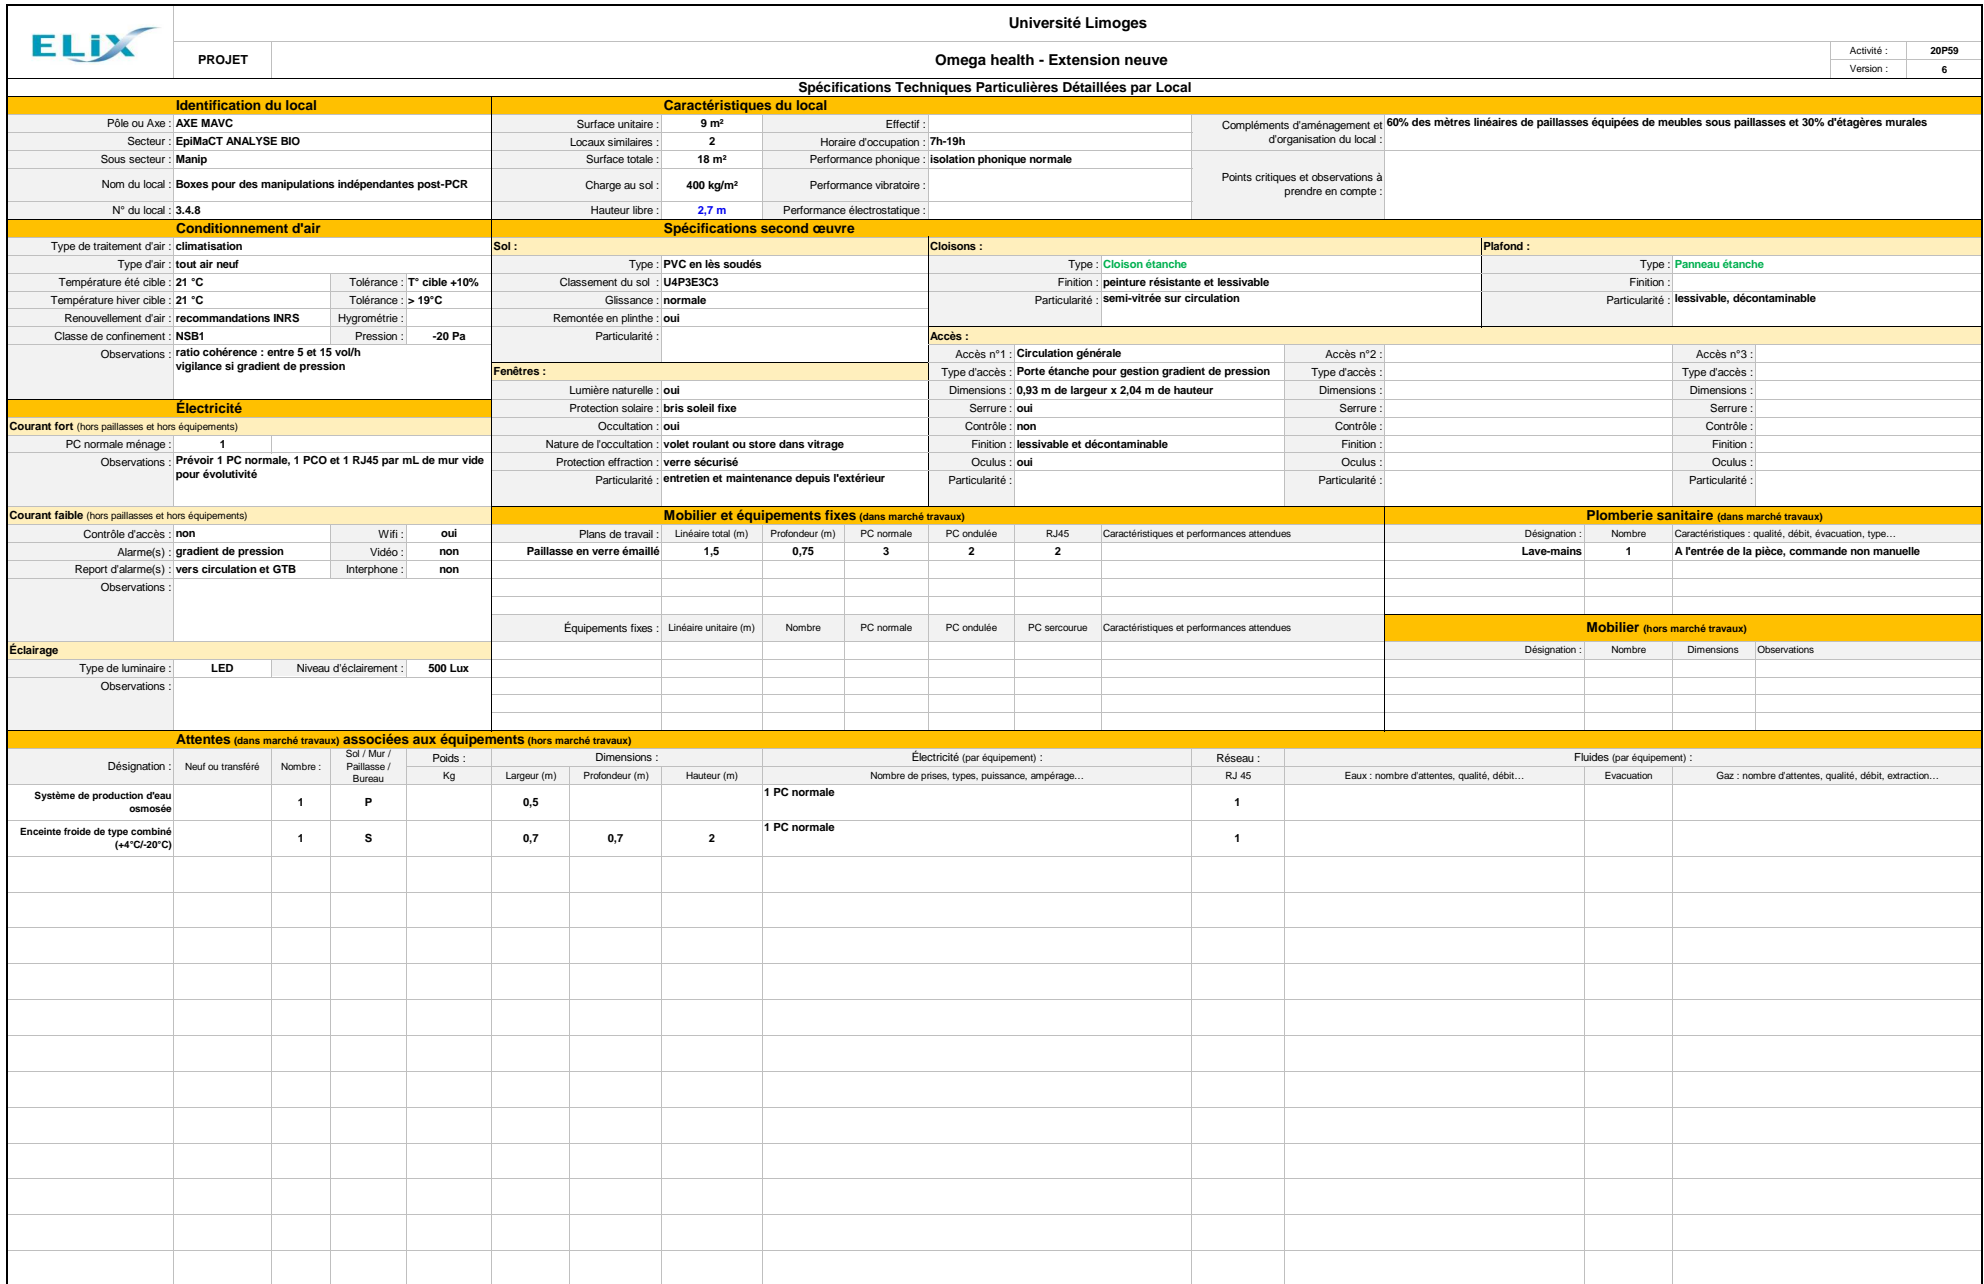 ELiX
Université Limoges
PROJET
Omega health - Extension neuve
Activité : 20P59
Version : 6
Spécifications Techniques Particulières Détaillées par Local
Identification du local
Pôle ou Axe : AXE MAVC
Secteur : EpiMaCT ANALYSE BIO
Sous secteur : Manip
Nom du local : Boxes pour des manipulations indépendantes post-PCR
N° du local : 3.4.8
Caractéristiques du local
Surface unitaire : 9 m² Effectif :
Locaux similaires : 2 Horaire d'occupation : 7h-19h
Surface totale : 18 m² Performance phonique : isolation phonique normale
Charge au sol : 400 kg/m² Performance vibratoire :
Hauteur libre : 2,7 m Performance électrostatique :
Compléments d'aménagement et d'organisation du local : 60% des mètres linéaires de paillasses équipées de meubles sous paillasses et 30% d'étagères murales
Points critiques et observations à prendre en compte :
Conditionnement d'air
Type de traitement d'air : climatisation
Type d'air : tout air neuf
Température été cible : 21 °C Tolérance : T° cible +10%
Température hiver cible : 21 °C Tolérance : > 19°C
Renouvellement d'air : recommandations INRS Hygrométrie :
Classe de confinement : NSB1 Pression : -20 Pa
Observations : ratio cohérence : entre 5 et 15 vol/h
vigilance si gradient de pression
Spécifications second œuvre
Sol :
Type : PVC en lès soudés
Classement du sol : U4P3E3C3
Glissance : normale
Remontée en plinthe : oui
Particularité :
Cloisons :
Type : Cloison étanche
Finition : peinture résistante et lessivable
Particularité : semi-vitrée sur circulation
Plafond :
Type : Panneau étanche
Finition :
Particularité : lessivable, décontaminable
Fenêtres :
Lumière naturelle : oui
Protection solaire : bris soleil fixe
Occultation : oui
Nature de l'occultation : volet roulant ou store dans vitrage
Protection effraction : verre sécurisé
Particularité : entretien et maintenance depuis l'extérieur
Accès :
Accès n°1 : Circulation générale Accès n°2 : Accès n°3 :
Type d'accès : Porte étanche pour gestion gradient de pression Type d'accès : Type d'accès :
Dimensions : 0,93 m de largeur x 2,04 m de hauteur Dimensions : Dimensions :
Serrure : oui Serrure : Serrure :
Contrôle : non Contrôle : Contrôle :
Finition : lessivable et décontaminable Finition : Finition :
Oculus : oui Oculus : Oculus :
Particularité : Particularité : Particularité :
Électricité
Courant fort (hors paillasses et hors équipements)
PC normale ménage : 1
Observations : Prévoir 1 PC normale, 1 PCO et 1 RJ45 par mL de mur vide
pour évolutivité
Courant faible (hors paillasses et hors équipements)
Contrôle d'accès : non Wifi : oui
Alarme(s) : gradient de pression Vidéo : non
Report d'alarme(s) : vers circulation et GTB Interphone : non
Observations :
Éclairage
Type de luminaire : LED Niveau d'éclairement : 500 Lux
Observations :
Mobilier et équipements fixes (dans marché travaux)
Plans de travail : Linéaire total (m) Profondeur (m) PC normale PC ondulée RJ45 Caractéristiques et performances attendues
Paillasse en verre émaillé 1,5 0,75 3 2 2
Équipements fixes : Linéaire unitaire (m) Nombre PC normale PC ondulée PC sercourue Caractéristiques et performances attendues
Plomberie sanitaire (dans marché travaux)
Désignation : Nombre Caractéristiques : qualité, débit, évacuation, type…
Lave-mains 1 A l'entrée de la pièce, commande non manuelle
Mobilier (hors marché travaux)
Désignation : Nombre Dimensions Observations
Attentes (dans marché travaux) associées aux équipements (hors marché travaux)
Désignation : Neuf ou transféré Nombre : Sol / Mur / Paillasse / Bureau Poids : Kg Dimensions : Largeur (m) Profondeur (m) Hauteur (m) Électricité (par équipement) : Nombre de prises, types, puissance, ampérage… Réseau : RJ 45 Fluides (par équipement) : Eaux : nombre d'attentes, qualité, débit… Evacuation Gaz : nombre d'attentes, qualité, débit, extraction…
Système de production d'eau osmosée 1 P 0,5 1 PC normale 1
Enceinte froide de type combiné (+4°C/-20°C) 1 S 0,7 0,7 2 1 PC normale 1